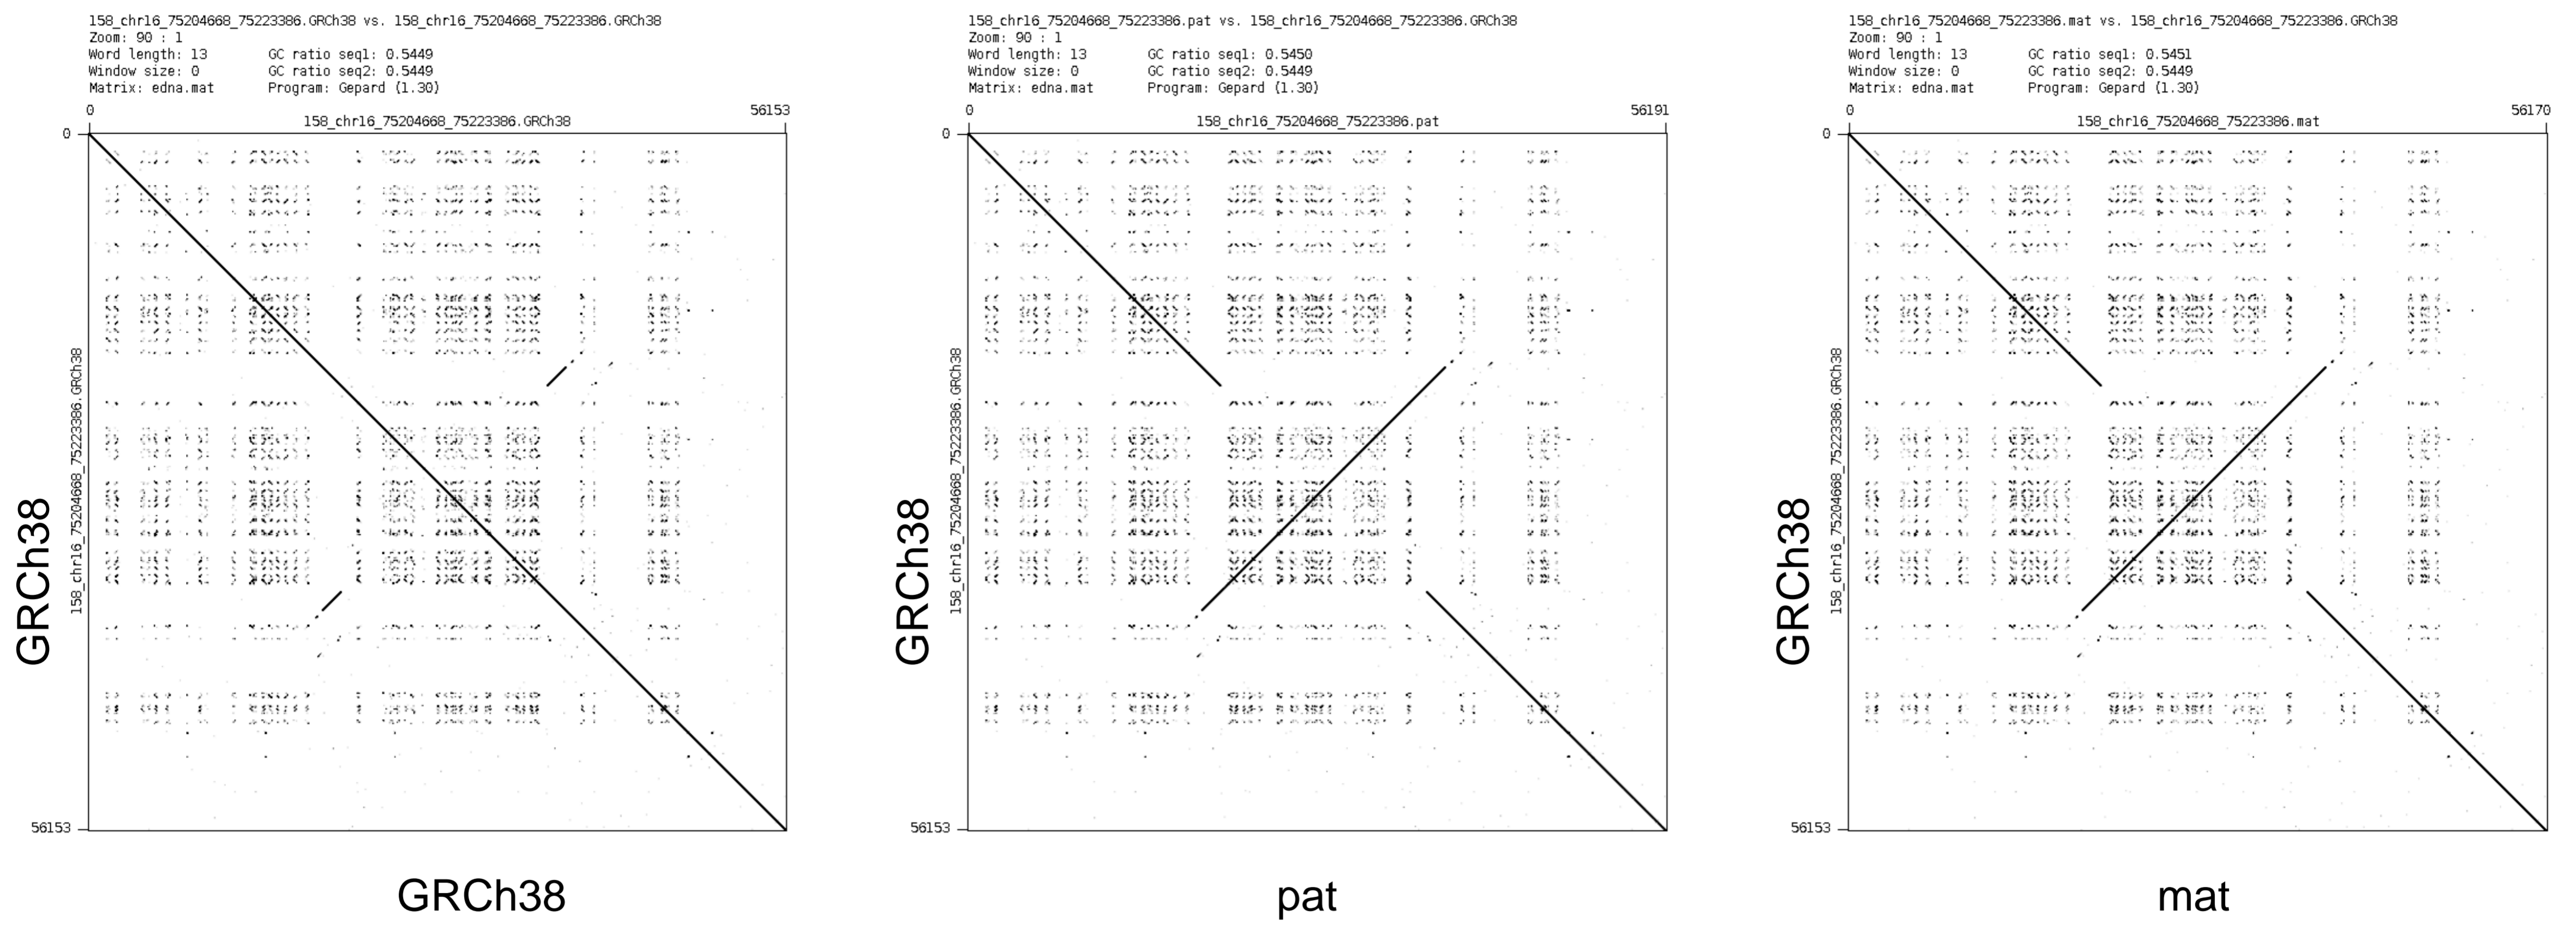 158_chr16_75204668_75223386.GRCh38 vs. 158_chr16_75204668_75223386.GRCh38
Zoom: 90 : 1
Word length: 13 GC ratio seq1: 0.5449
Window size: 0 GC ratio seq2: 0.5449
Matrix: edna.mat Program: Gepard (1.30)
0 56153
158_chr16_75204668_75223386.GRCh38
0
158_chr16_75204668_75223386.GRCh38
GRCh38
56153
GRCh38
158_chr16_75204668_75223386.pat vs. 158_chr16_75204668_75223386.GRCh38
Zoom: 90 : 1
Word length: 13 GC ratio seq1: 0.5450
Window size: 0 GC ratio seq2: 0.5449
Matrix: edna.mat Program: Gepard (1.30)
0 56191
158_chr16_75204668_75223386.pat
0
158_chr16_75204668_75223386.GRCh38
GRCh38
56153
pat
158_chr16_75204668_75223386.mat vs. 158_chr16_75204668_75223386.GRCh38
Zoom: 90 : 1
Word length: 13 GC ratio seq1: 0.5451
Window size: 0 GC ratio seq2: 0.5449
Matrix: edna.mat Program: Gepard (1.30)
0 56170
158_chr16_75204668_75223386.mat
0
158_chr16_75204668_75223386.GRCh38
GRCh38
56153
mat